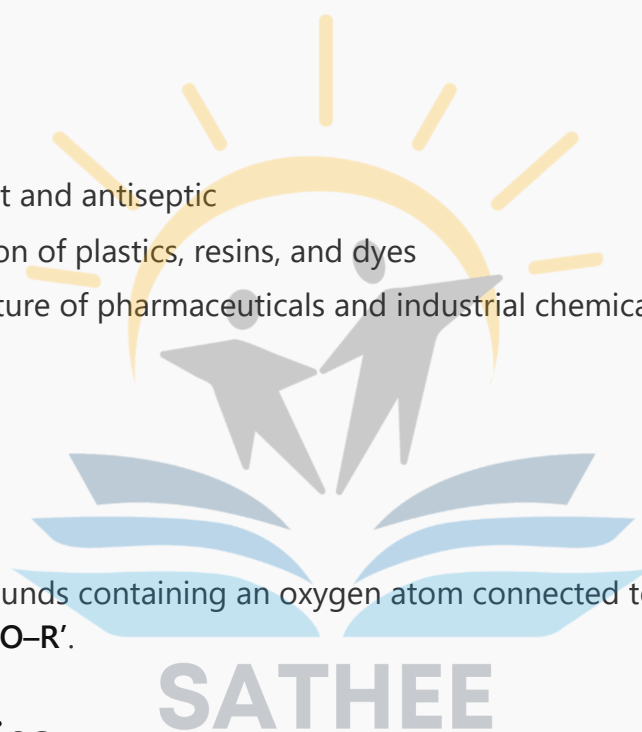 t and antiseptic
on of plastics, resins, and dyes
ture of pharmaceuticals and industrial chemica
unds containing an oxygen atom connected t
O–R’.
SATHEE